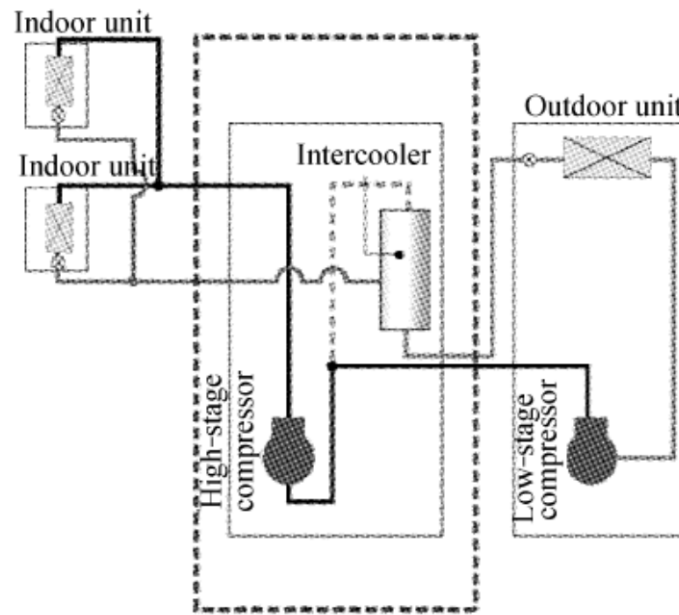 Indoor unit
Outdoor unit
Intercooler
Indoor unit
High-stage
compressor
Low-stage
compressor